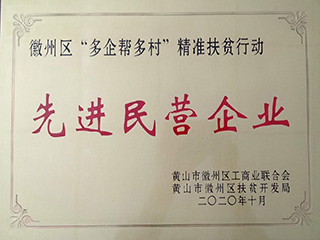 徽州区“多企帮多村”精准扶贫行动
先进民营企业
黄山市徽州区工商业联合会
黄山市徽州区扶贫开发局
二〇二〇年十月